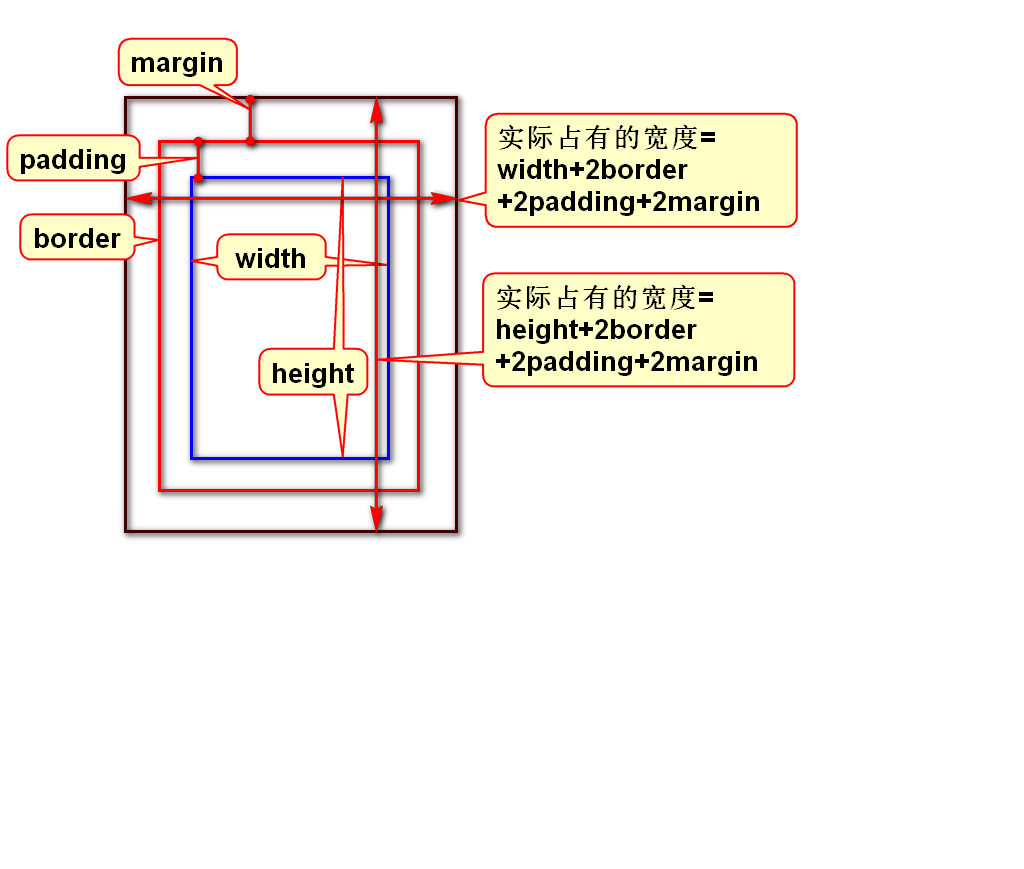 margin
padding
border
width
height
实际占有的宽度=
width+2border
+2padding+2margin
实际占有的宽度=
height+2border
+2padding+2margin